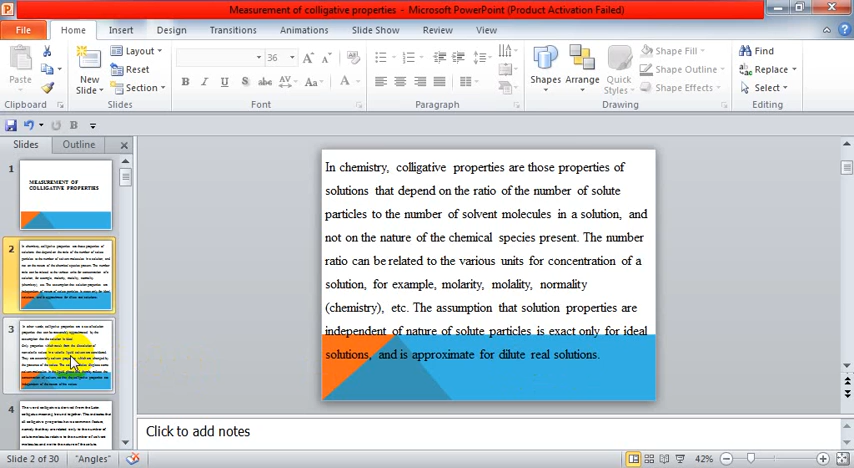 Measurement of colligative properties - Microsoft PowerPoint (Product Activation Failed)
File Home Insert Design Transitions Animations Slide Show Review View
Paste
New Slide
Layout
Reset
Section
36
Shapes
Arrange
Quick Styles
Shape Fill
Shape Outline
Shape Effects
Find
Replace
Select
Clipboard Slides Font Paragraph Drawing Editing
Slides Outline
1
MEASUREMENT OF
COLLIGATIVE PROPERTIES
2
3
4
In chemistry, colligative properties are those properties of
solutions that depend on the ratio of the number of solute
particles to the number of solvent molecules in a solution, and
not on the nature of the chemical species present. The number
ratio can be related to the various units for concentration of a
solution, for example, molarity, molality, normality
(chemistry), etc. The assumption that solution properties are
independent of nature of solute particles is exact only for ideal
solutions, and is approximate for dilute real solutions.
Click to add notes
Slide 2 of 30 "Angles" 42%